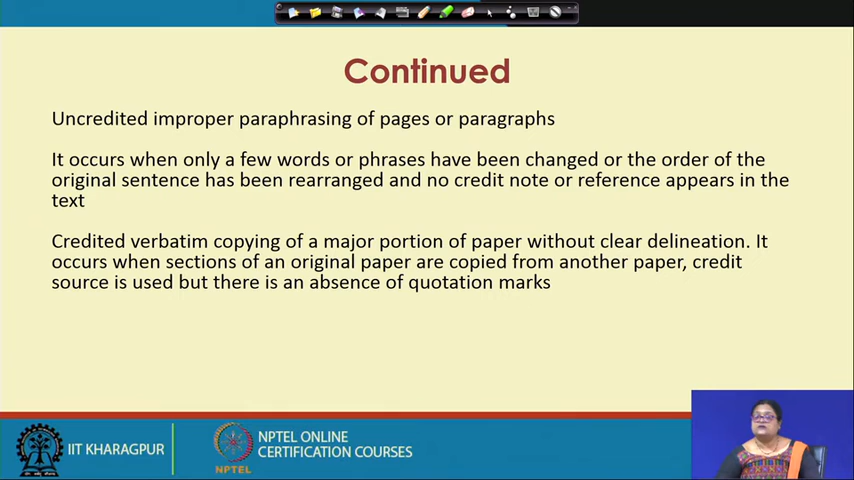 Continued
Uncredited improper paraphrasing of pages or paragraphs
It occurs when only a few words or phrases have been changed or the order of the
original sentence has been rearranged and no credit note or reference appears in the
text
Credited verbatim copying of a major portion of paper without clear delineation. It
occurs when sections of an original paper are copied from another paper, credit
source is used but there is an absence of quotation marks
IIT KHARAGPUR
NPTEL
NPTEL ONLINE
CERTIFICATION COURSES